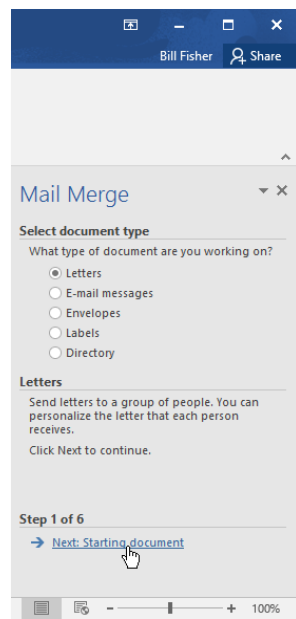 Bill Fisher Share
Mail Merge
Select document type
What type of document are you working on?
Letters
E-mail messages
Envelopes
Labels
Directory
Letters
Send letters to a group of people. You can
personalize the letter that each person
receives.
Click Next to continue.
Step 1 of 6
Next: Starting document
100%